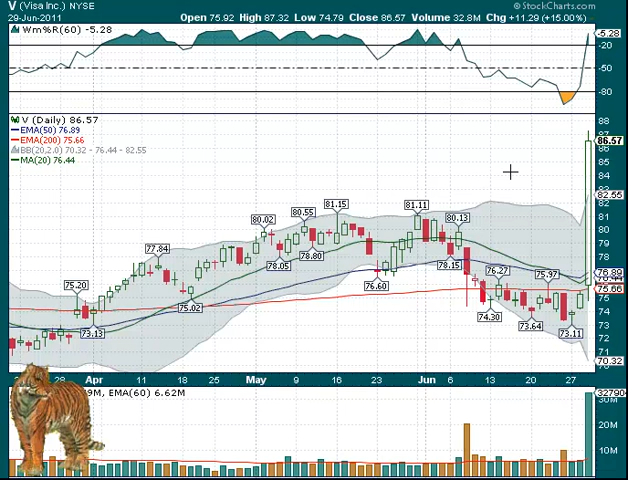 V (Visa Inc.) NYSE
© StockCharts.com
29-Jun-2011
Open 75.92 High 87.32 Low 74.79 Close 86.57 Volume 32.8M Chg +11.29 (+15.00%)
Wm%R(60) -5.28
-5.28
-20
-50
-80
V (Daily) 86.57
EMA(50) 76.89
EMA(200) 75.66
BB(20,2.0) 70.32 - 76.44 - 82.55
MA(20) 76.44
88
87
86.57
85
84
83
82.55
81
80
79
78
76.89
75.66
74
73
72
71
70.32
75.20
73.13
77.84
75.02
80.02
78.05
80.55
78.80
81.15
76.60
81.11
78.15
80.13
76.27
74.30
73.64
75.97
73.11
28 Apr 11 18 25 May 9 16 23 Jun 6 13 20 27
9M, EMA(60) 6.62M
32790
30M
20M
10M